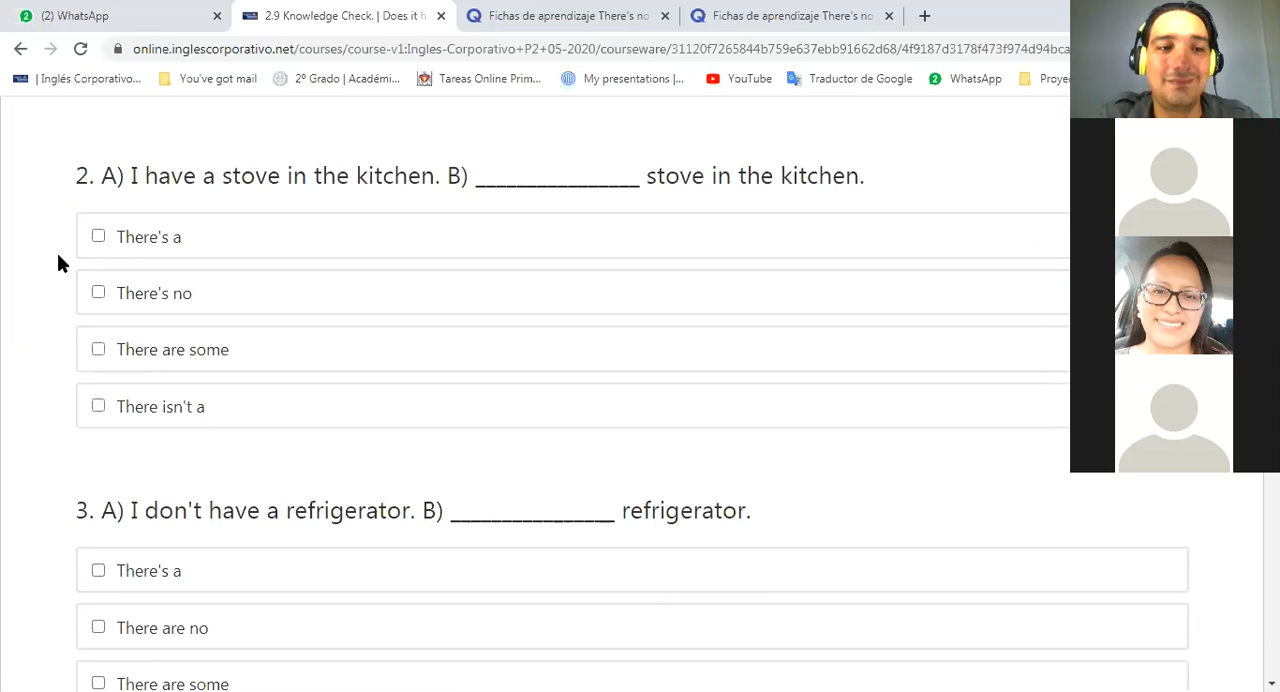 (2) WhatsApp
2.9 Knowledge Check. | Does it h
Fichas de aprendizaje There's no
Fichas de aprendizaje There's no
online.inglescorporativo.net/courses/course-v1:Ingles-Corporativo+P2+05-2020/courseware/31120f7265844b759e637ebb91662d68/4f9187d3178f473f974d94bca
| Inglés Corporativo...
You've got mail
2º Grado | Académi...
Tareas Online Prim...
My presentations |...
YouTube
Traductor de Google
2 WhatsApp
Proye
2. A) I have a stove in the kitchen. B) ________________ stove in the kitchen.
There's a
There's no
There are some
There isn't a
3. A) I don't have a refrigerator. B) ________________ refrigerator.
There's a
There are no
There are some